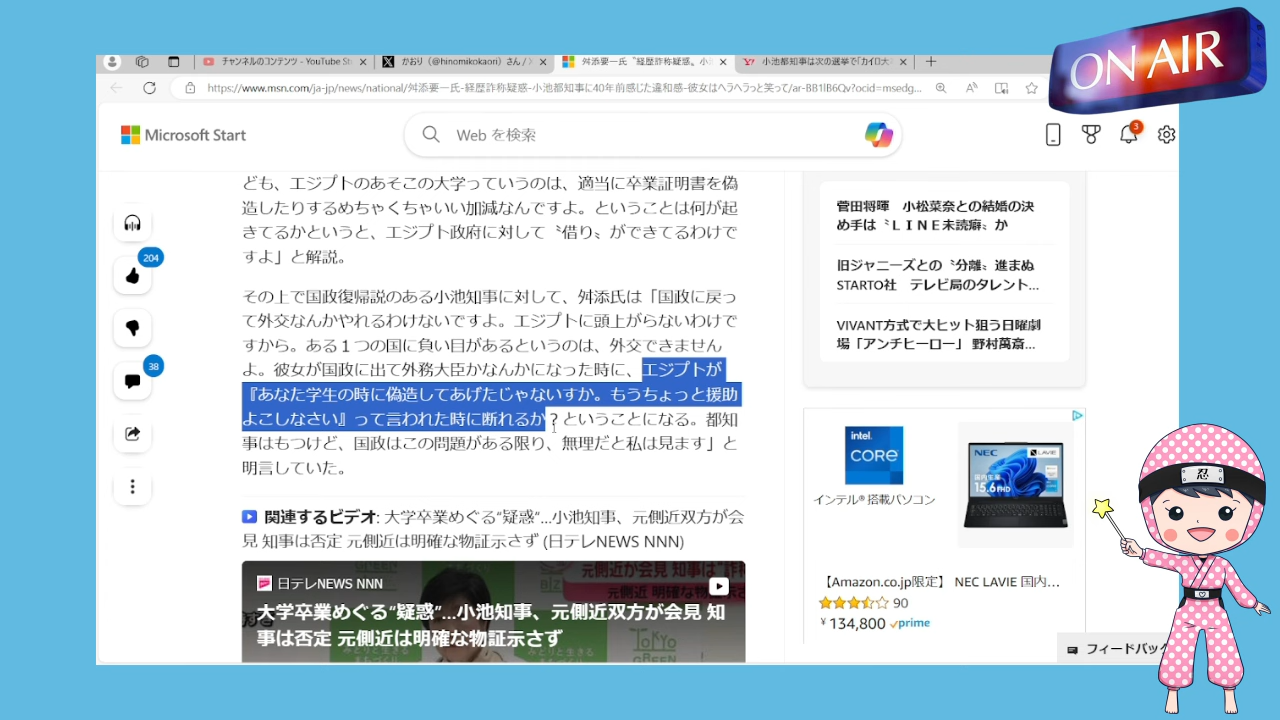 ON AIR
チャンネルのコンテンツ - YouTube St
かおり (@hinomikokaori) さん / X
舛添要一氏〝経歴詐称疑惑〟小池
小池都知事は次の選挙で「カイロ大
https://www.msn.com/ja-jp/news/national/舛添要一氏-経歴詐称疑惑-小池都知事に40年前感じた違和感-彼女はヘラヘラっと笑って/ar-BB1lB6Qv?ocid=msedg...
Microsoft Start
Web を検索
3
ども、エジプトのあそこの大学っていうのは、適当に卒業証明書を偽
造したりするめちゃくちゃいい加減なんですよ。ということは何が起
きてるかというと、エジプト政府に対して〝借り〟ができてるわけで
すよ」と解説。
204
38
その上で国政復帰説のある小池知事に対して、舛添氏は「国政に戻っ
て外交なんかやれるわけないですよ。エジプトに頭上がらないわけで
すから。ある１つの国に負い目があるというのは、外交できません
よ。彼女が国政に出て外務大臣かなんかになった時に、エジプトが
『あなた学生の時に偽造してあげたじゃないすか。もうちょっと援助
よこしなさい』って言われた時に断れるか？ということになる。都知
事はもつけど、国政はこの問題がある限り、無理だと私は見ます」と
明言していた。
関連するビデオ: 大学卒業めぐる“疑惑”…小池知事、元側近双方が会
見 知事は否定 元側近は明確な物証示さず (日テレNEWS NNN)
日テレNEWS NNN
大学卒業めぐる“疑惑”…小池知事、元側近双方が会見 知
事は否定 元側近は明確な物証示さず
TOKYO
GREEN
菅田将暉　小松菜奈との結婚の決
め手は〝ＬＩＮＥ未読癖〟か
旧ジャニーズとの〝分離〟進まぬ
STARTO社　テレビ局のタレント...
VIVANT方式で大ヒット狙う日曜劇
場「アンチヒーロー」 野村萬斎...
intel.
CORE
インテル® 搭載パソコン
NEC
LAVIE
国内生産
15.6 FHD
【Amazon.co.jp限定】 NEC LAVIE 国内...
90
￥134,800 prime
フィードバック
忍